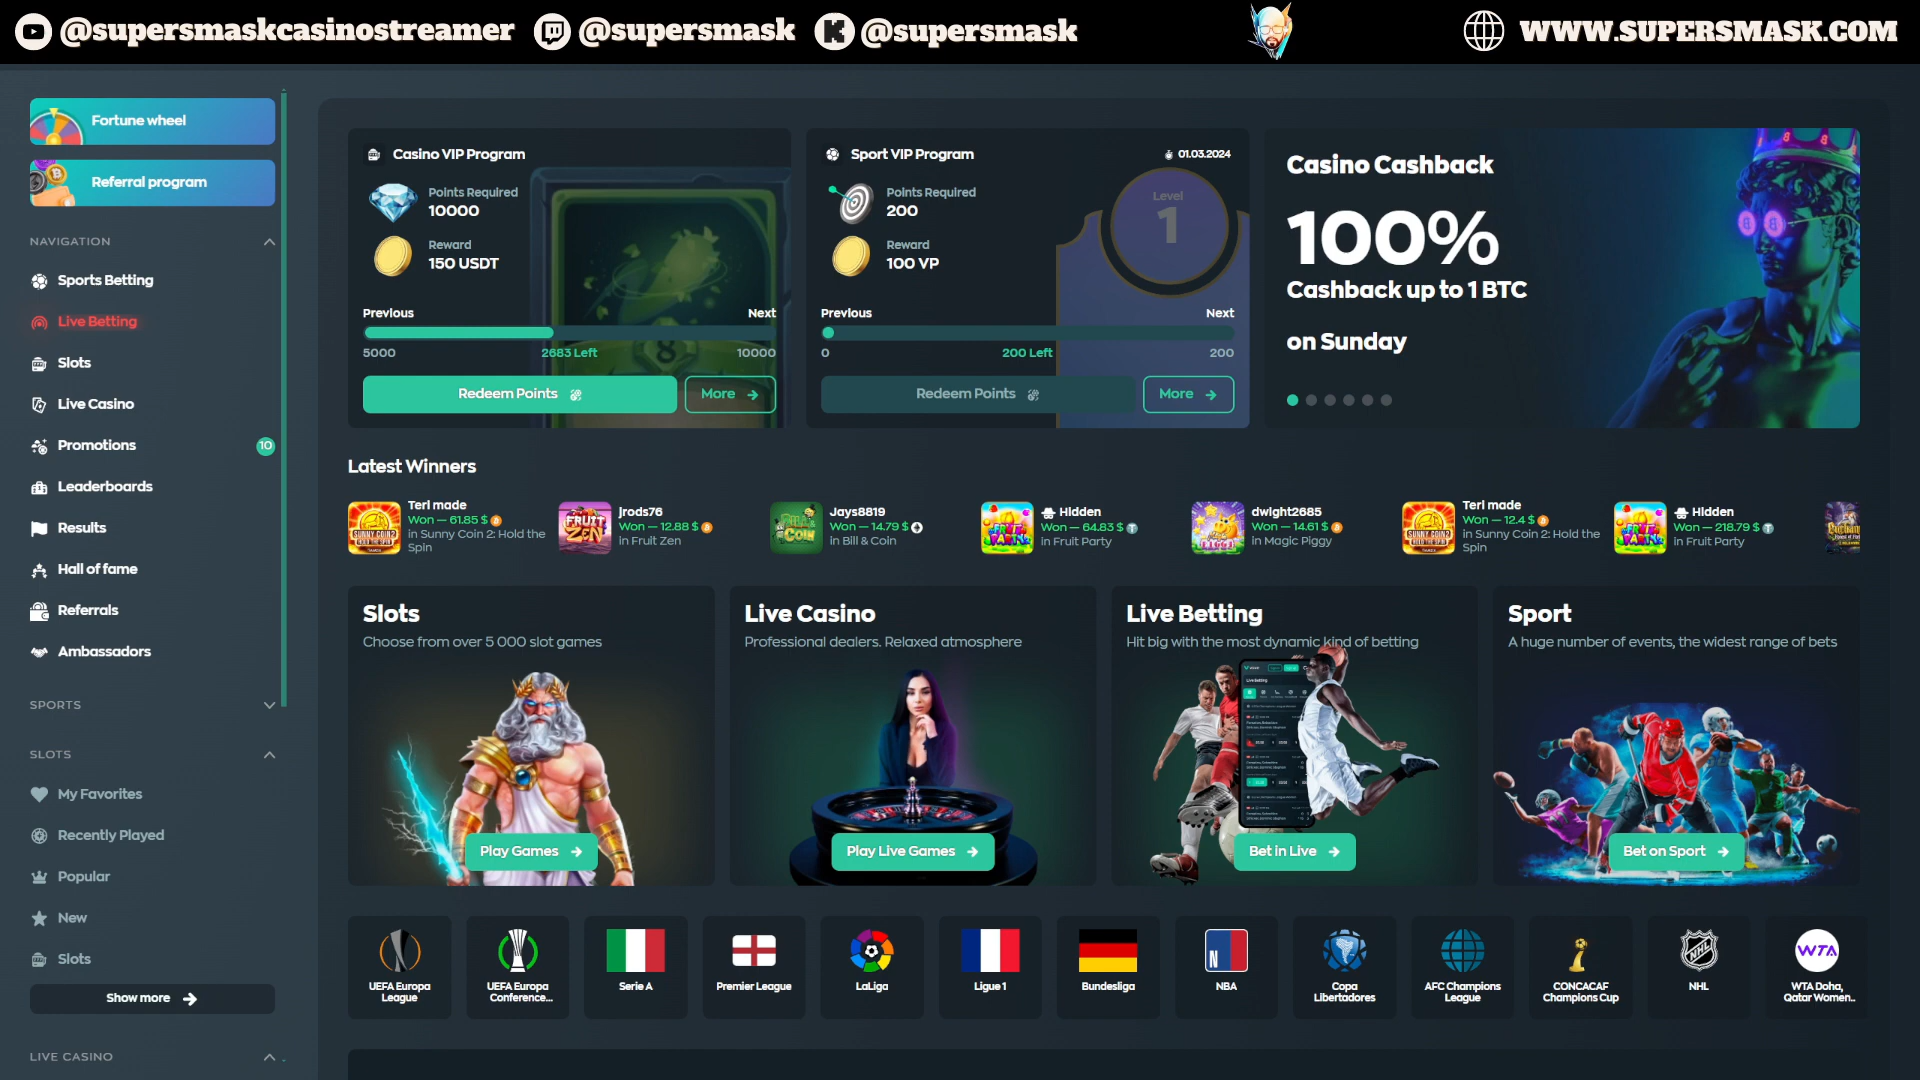 @supersmaskcasinostreamer
@supersmask
@supersmask
WWW.SUPERSMASK.COM
Fortune wheel
Referral program
NAVIGATION
Sports Betting
Live Betting
Slots
Live Casino
Promotions
10
Leaderboards
Results
Hall of fame
Referrals
Ambassadors
SPORTS
SLOTS
My Favorites
Recently Played
Popular
New
Slots
Show more
LIVE CASINO
Casino VIP Program
Points Required
10000
Reward
150 USDT
Previous
Next
5000
2683 Left
10000
Redeem Points
More
Sport VIP Program
01.03.2024
Points Required
200
Reward
100 VP
Level
1
Previous
Next
0
200 Left
200
Redeem Points
More
Casino Cashback
100%
Cashback up to 1 BTC
on Sunday
Latest Winners
Teri made
Won — 61.85 $
in Sunny Coin 2: Hold the
Spin
jrods76
Won — 12.88 $
in Fruit Zen
Jays8819
Won — 14.79 $
in Bill & Coin
Hidden
Won — 64.83 $
in Fruit Party
dwight2685
Won — 14.61 $
in Magic Piggy
Teri made
Won — 12.4 $
in Sunny Coin 2: Hold the
Spin
Hidden
Won — 218.79 $
in Fruit Party
Slots
Choose from over 5 000 slot games
Play Games
Live Casino
Professional dealers. Relaxed atmosphere
Play Live Games
Live Betting
Hit big with the most dynamic kind of betting
Bet in Live
Sport
A huge number of events, the widest range of bets
Bet on Sport
UEFA Europa
League
UEFA Europa
Conference...
Serie A
Premier League
LaLiga
Ligue 1
Bundesliga
NBA
Copa
Libertadores
AFC Champions
League
CONCACAF
Champions Cup
NHL
WTA
WTA Doha,
Qatar Women..